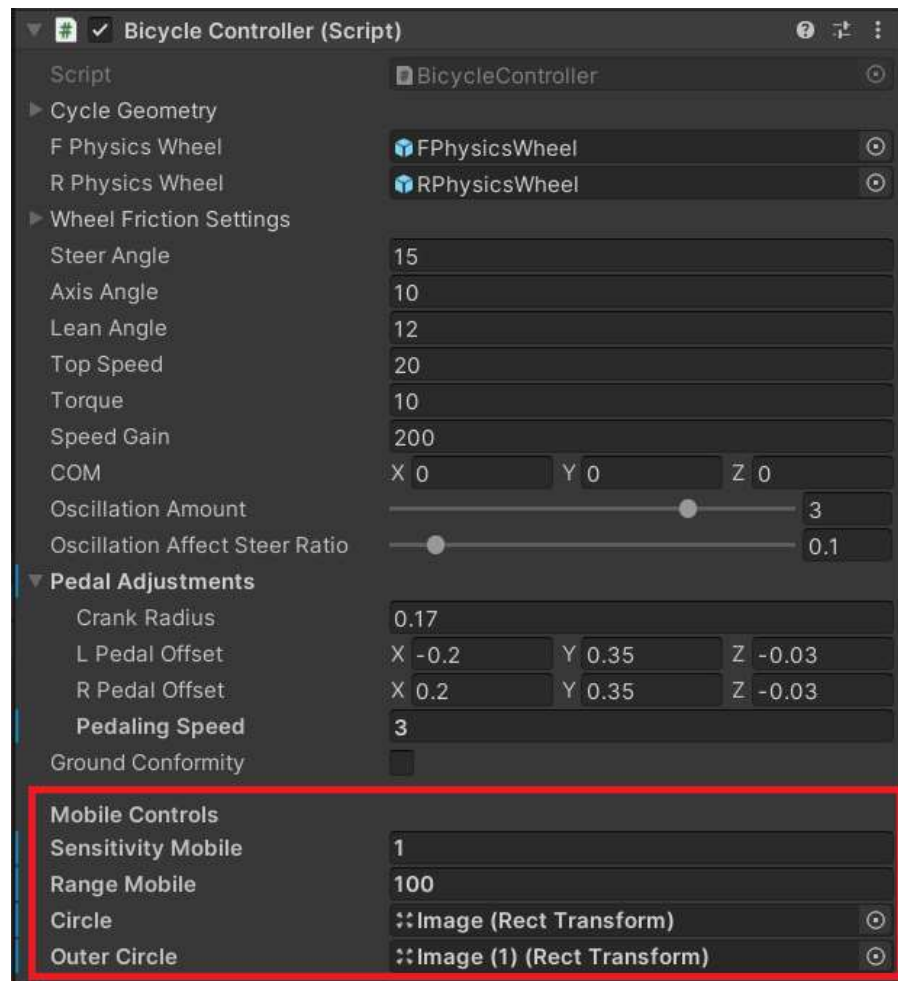 Bicycle Controller (Script)
Script BicycleController
Cycle Geometry
F Physics Wheel FPhysicsWheel
R Physics Wheel RPhysicsWheel
Wheel Friction Settings
Steer Angle 15
Axis Angle 10
Lean Angle 12
Top Speed 20
Torque 10
Speed Gain 200
COM X 0 Y 0 Z 0
Oscillation Amount 3
Oscillation Affect Steer Ratio 0.1
Pedal Adjustments
Crank Radius 0.17
L Pedal Offset X -0.2 Y 0.35 Z -0.03
R Pedal Offset X 0.2 Y 0.35 Z -0.03
Pedaling Speed 3
Ground Conformity
Mobile Controls
Sensitivity Mobile 1
Range Mobile 100
Circle Image (Rect Transform)
Outer Circle Image (1) (Rect Transform)